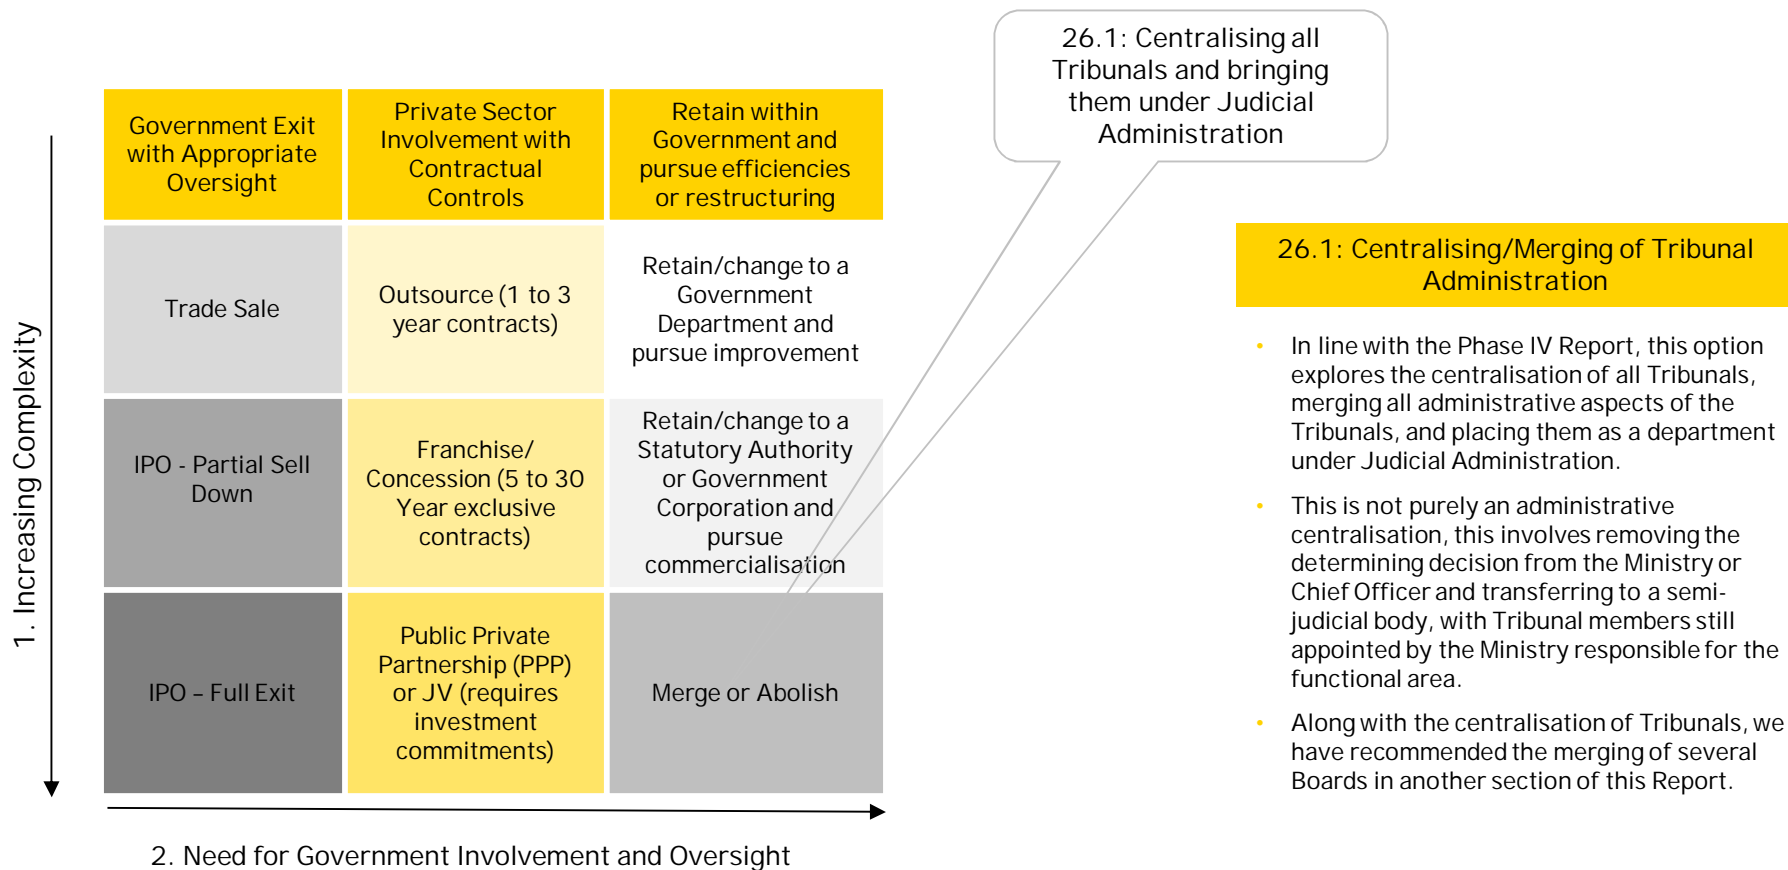 26.1: Centralising all
Tribunals and bringing
them under Judicial
Administration
Government Exit
with Appropriate
Oversight
Private Sector
Involvement with
Contractual
Controls
Retain within
Government and
pursue efficiencies
or restructuring
Trade Sale
Outsource (1 to 3
year contracts)
Retain/change to a
Government
Department and
pursue improvement
IPO - Partial Sell
Down
Franchise/
Concession (5 to 30
Year exclusive
contracts)
Retain/change to a
Statutory Authority
or Government
Corporation and
pursue
commercialisation
IPO – Full Exit
Public Private
Partnership (PPP)
or JV (requires
investment
commitments)
Merge or Abolish
1. Increasing Complexity
2. Need for Government Involvement and Oversight
26.1: Centralising/Merging of Tribunal
Administration
• In line with the Phase IV Report, this option
explores the centralisation of all Tribunals,
merging all administrative aspects of the
Tribunals, and placing them as a department
under Judicial Administration.
• This is not purely an administrative
centralisation, this involves removing the
determining decision from the Ministry or
Chief Officer and transferring to a semi-
judicial body, with Tribunal members still
appointed by the Ministry responsible for the
functional area.
• Along with the centralisation of Tribunals, we
have recommended the merging of several
Boards in another section of this Report.